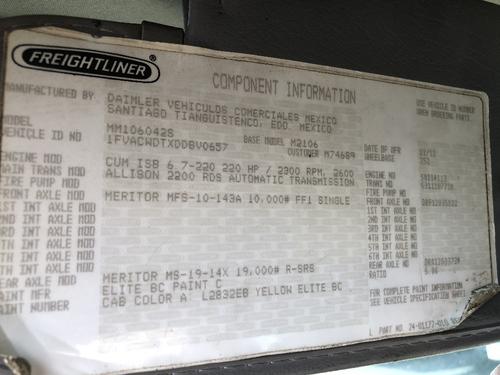 FREIGHTLINER
COMPONENT INFORMATION
USE VEHICLE ID NUMBER
WHEN ORDERING PARTS
MANUFACTURED BY DAIMLER VEHICULOS COMERCIALES MEXICO
SANTIAGO TIANGUISTENCO, EDO. MEXICO
MODEL MM106042S BASE MODEL M2106 DATE OF MFR
VEHICLE ID NO 1FVACWDTXDDBV0657 CUSTOMER M74689 WHEELBASE 252
ENGINE MOD CUM ISB 6.7-220 220 HP / 2300 RPM, 2600 ENGINE NO
MAIN TRANS MOD ALLISON 2200 RDS AUTOMATIC TRANSMISSION TRANS NO
FIRE PUMP MOD FIRE PUMP NO
FRONT AXLE MOD MERITOR MFS-10-143A 10,000# FF1 SINGLE FRONT AXLE NO
1ST INT AXLE MOD 1ST INT AXLE NO
2ND INT AXLE MOD 2ND INT AXLE NO
3RD INT AXLE MOD 3RD INT AXLE NO
4TH INT AXLE MOD 4TH INT AXLE NO
5TH INT AXLE MOD 5TH INT AXLE NO
6TH INT AXLE MOD 6TH INT AXLE NO
REAR AXLE MOD MERITOR MS-19-14X 19,000# R-SRS REAR AXLE NO
PAINT MFR ELITE BC PAINT C RATIO
PAINT NUMBER CAB COLOR A: L2832EB YELLOW ELITE BC
FOR COMPLETE PAINT INFORMATION
SEE VEHICLE SPECIFICATION SHEET
PART NO. 24-01177-010